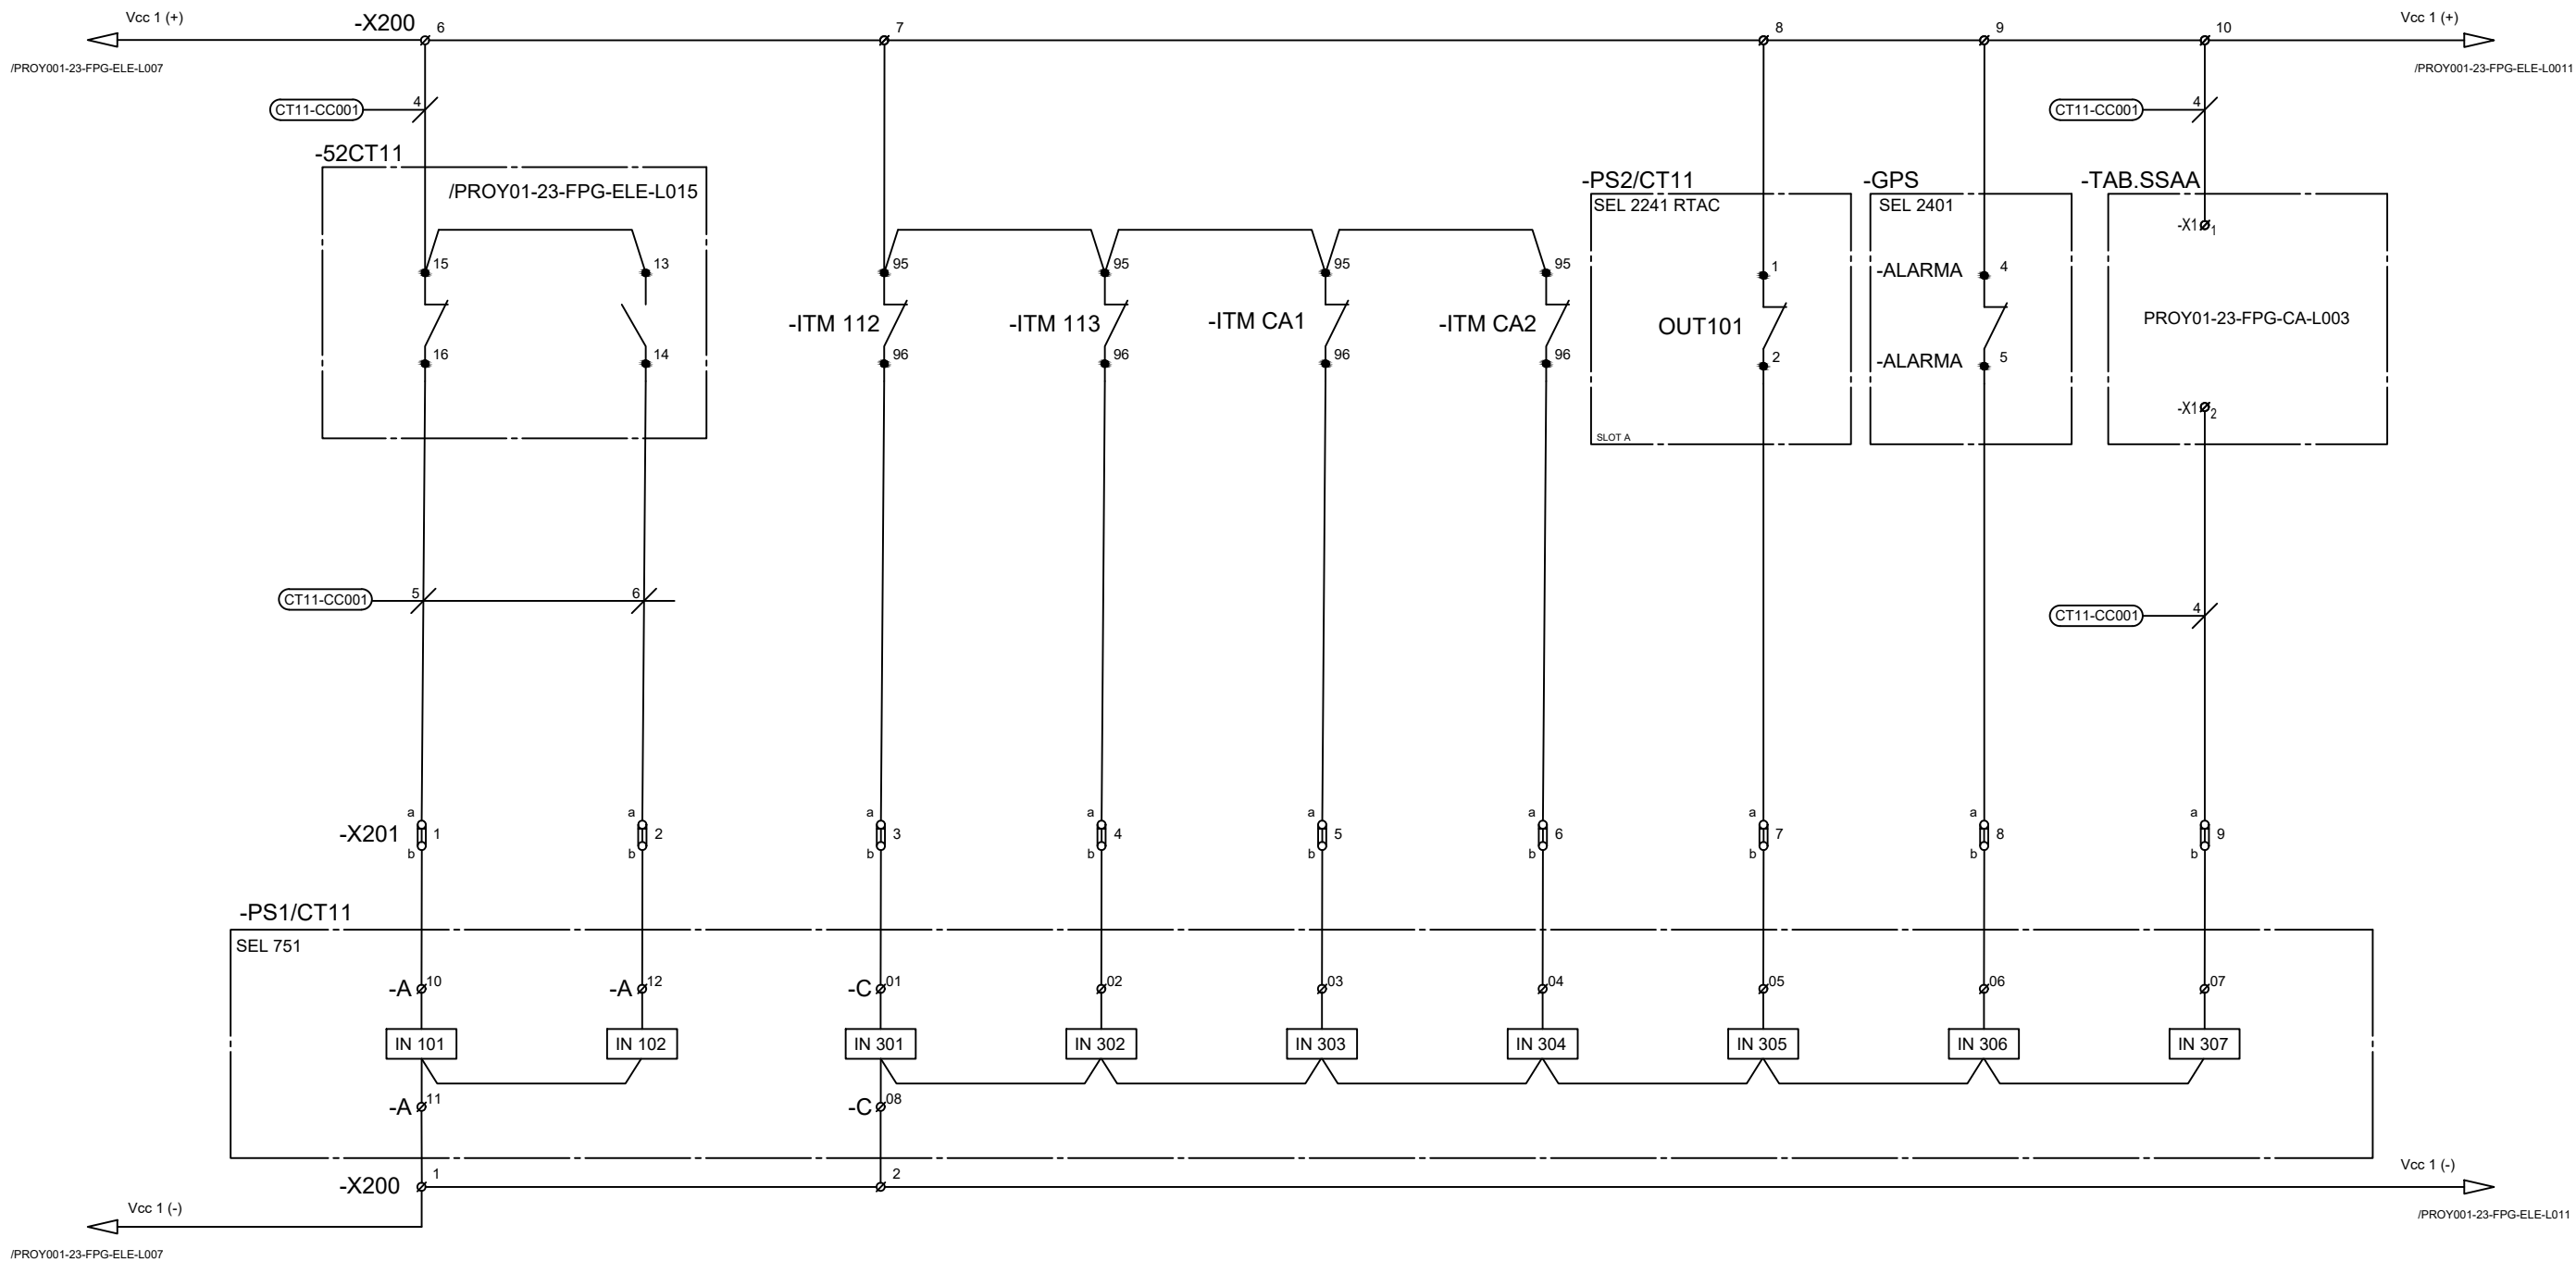 Vcc 1 (+)
-X200
6
7
8
9
10
Vcc 1 (+)
/PROY001-23-FPG-ELE-L007
/PROY001-23-FPG-ELE-L0011
CT11-CC001
4
CT11-CC001
4
-52CT11
/PROY01-23-FPG-ELE-L015
-PS2/CT11
SEL 2241 RTAC
-GPS
SEL 2401
-TAB.SSAA
-X1
1
15
13
95
95
95
95
1
-ALARMA
4
-ITM 112
-ITM 113
-ITM CA1
-ITM CA2
OUT101
PROY01-23-FPG-CA-L003
16
14
96
96
96
96
2
-ALARMA
5
-X1
2
SLOT A
CT11-CC001
5
6
CT11-CC001
4
a
a
a
a
a
a
a
a
a
-X201
1
2
3
4
5
6
7
8
9
b
b
b
b
b
b
b
b
b
-PS1/CT11
SEL 751
-A
10
-A
12
-C
01
02
03
04
05
06
07
IN 101
IN 102
IN 301
IN 302
IN 303
IN 304
IN 305
IN 306
IN 307
-A
11
-C
08
-X200
1
2
Vcc 1 (-)
Vcc 1 (-)
/PROY001-23-FPG-ELE-L011
/PROY001-23-FPG-ELE-L007